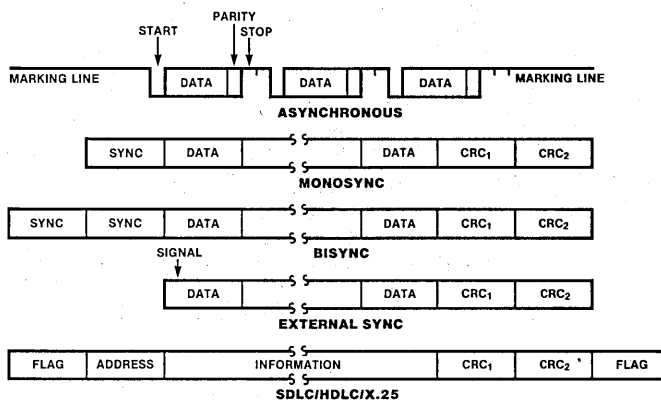 PARITY
START STOP
MARKING LINE DATA DATA DATA MARKING LINE
ASYNCHRONOUS
SYNC DATA DATA CRC₁ CRC₂
MONOSYNC
SYNC SYNC DATA DATA CRC₁ CRC₂
BISYNC
SIGNAL
DATA DATA CRC₁ CRC₂
EXTERNAL SYNC
FLAG ADDRESS INFORMATION CRC₁ CRC₂ FLAG
SDLC/HDLC/X.25